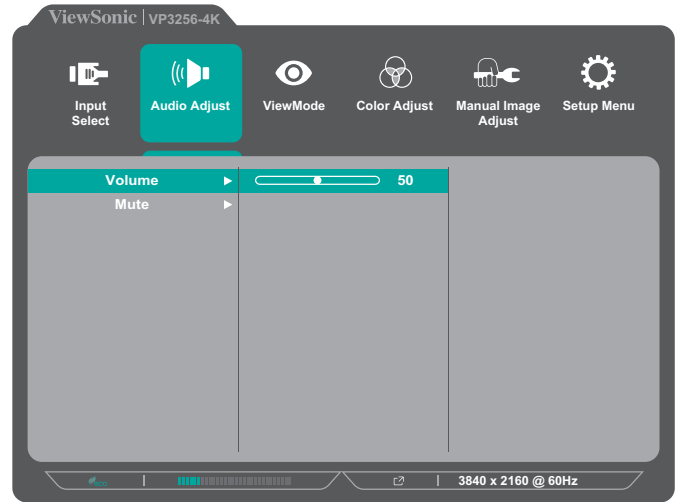 ViewSonic | VP3256-4K
Input
Select
Audio Adjust
ViewMode
Color Adjust
Manual Image
Adjust
Setup Menu
Volume
50
Mute
eco
3840 x 2160 @ 60Hz